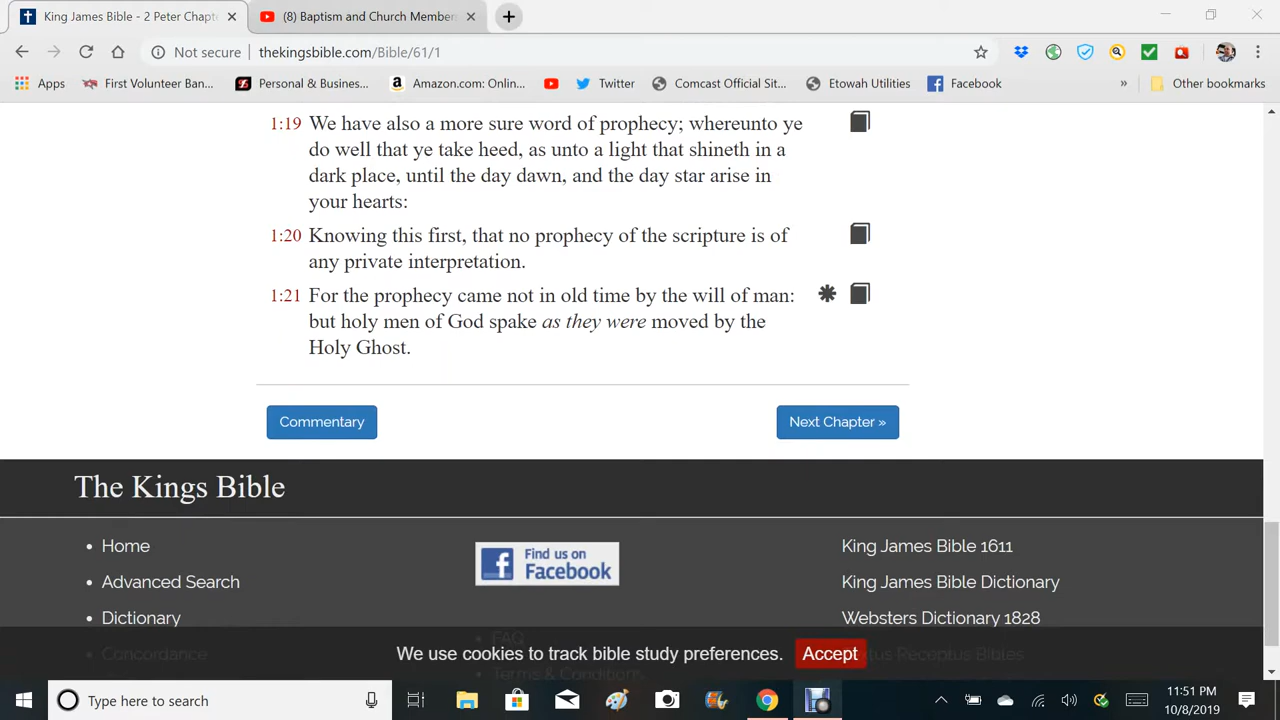 King James Bible - 2 Peter Chapt
(8) Baptism and Church Member
Not secure | thekingsbible.com/Bible/61/1
Apps First Volunteer Ban... Personal & Business... Amazon.com: Onlin... Twitter Comcast Official Sit... Etowah Utilities Facebook » Other bookmarks
1:19 We have also a more sure word of prophecy; whereunto ye
do well that ye take heed, as unto a light that shineth in a
dark place, until the day dawn, and the day star arise in
your hearts:
1:20 Knowing this first, that no prophecy of the scripture is of
any private interpretation.
1:21 For the prophecy came not in old time by the will of man:
but holy men of God spake as they were moved by the
Holy Ghost.
Commentary
Next Chapter »
The Kings Bible
Home
Advanced Search
Dictionary
Concordance
Find us on
Facebook
FAQ
Terms & Conditions
King James Bible 1611
King James Bible Dictionary
Websters Dictionary 1828
Receptus Bibles
We use cookies to track bible study preferences. Accept
Type here to search
11:51 PM
10/8/2019